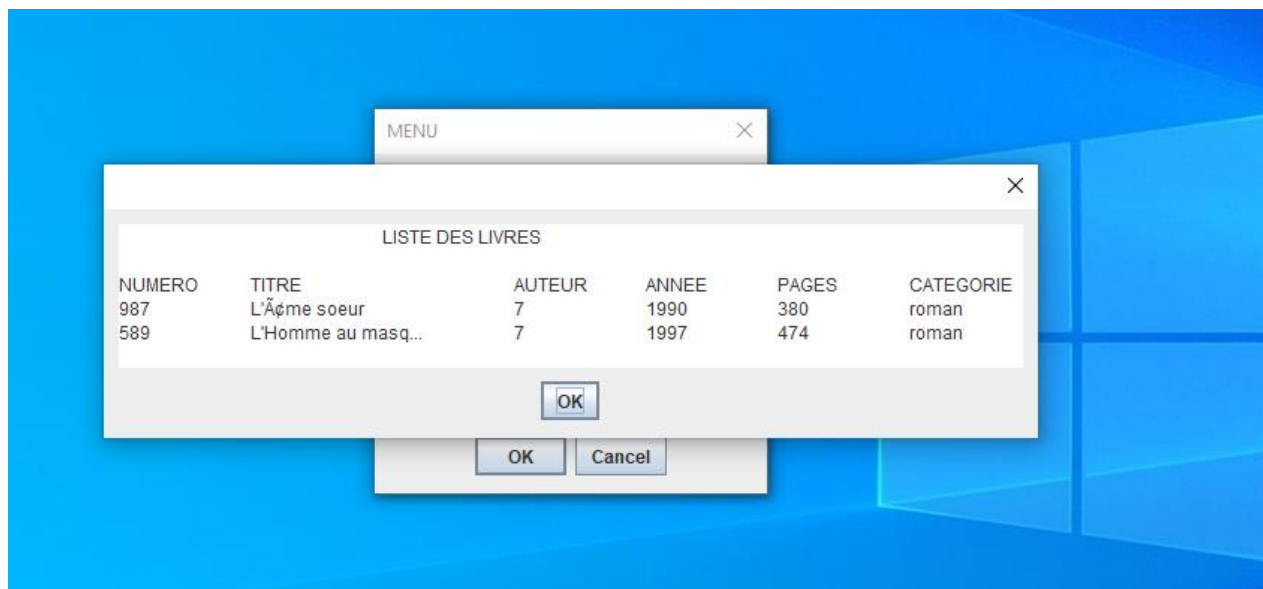 MENU
LISTE DES LIVRES
NUMERO TITRE AUTEUR ANNEE PAGES CATEGORIE
987 L'Ã¢me soeur 7 1990 380 roman
589 L'Homme au masq... 7 1997 474 roman
OK
OK Cancel